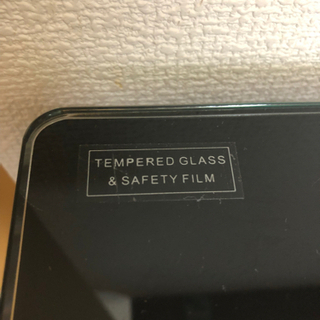 TEMPERED GLASS
& SAFETY FILM